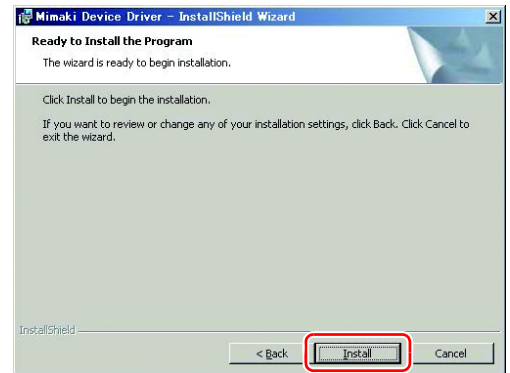 Mimaki Device Driver - InstallShield Wizard
Ready to Install the Program
The wizard is ready to begin installation.
Click Install to begin the installation.
If you want to review or change any of your installation settings, click Back. Click Cancel to
exit the wizard.
InstallShield
< Back Install Cancel